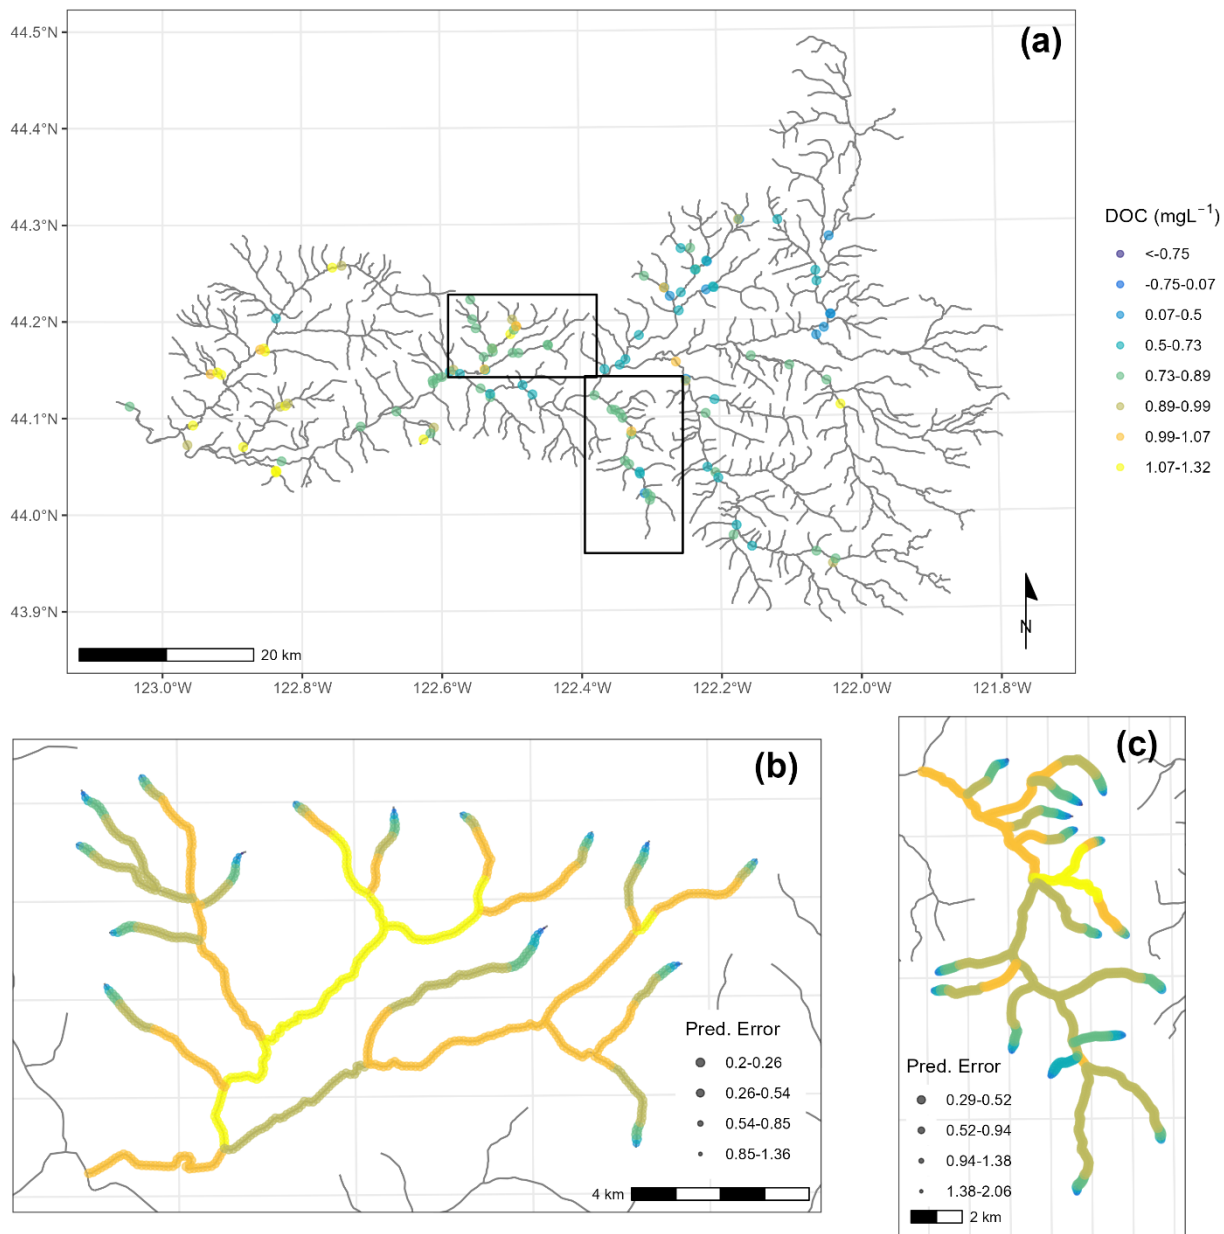 (a)
44.5°N
44.4°N
44.3°N
44.2°N
44.1°N
44.0°N
43.9°N
N
20 km
123.0°W
122.8°W
122.6°W
122.4°W
122.2°W
122.0°W
121.8°W
DOC (mgL⁻¹)
<-0.75
-0.75-0.07
0.07-0.5
0.5-0.73
0.73-0.89
0.89-0.99
0.99-1.07
1.07-1.32
(b)
Pred. Error
0.2-0.26
0.26-0.54
0.54-0.85
0.85-1.36
4 km
(c)
Pred. Error
0.29-0.52
0.52-0.94
0.94-1.38
1.38-2.06
2 km